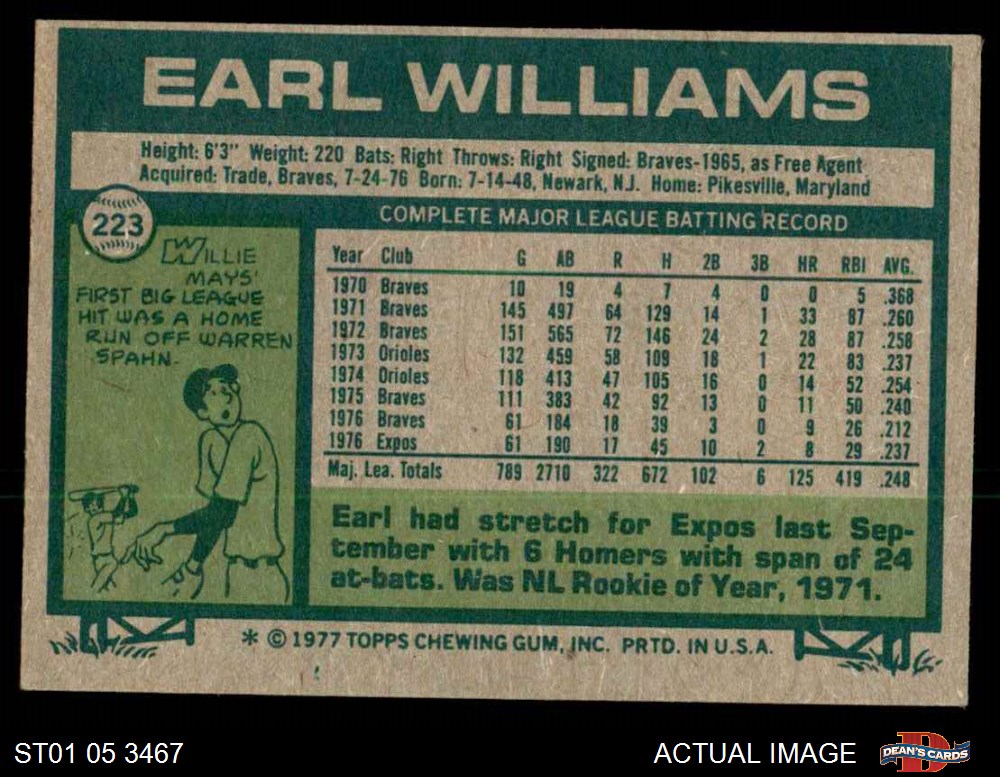 EARL WILLIAMS
Height: 6'3" Weight: 220 Bats: Right Throws: Right Signed: Braves-1965, as Free Agent
Acquired: Trade, Braves, 7-24-76 Born: 7-14-48, Newark, N.J. Home: Pikesville, Maryland
223
WILLIE
MAYS'
FIRST BIG LEAGUE
HIT WAS A HOME
RUN OFF WARREN
SPAHN.
COMPLETE MAJOR LEAGUE BATTING RECORD
Year Club G AB R H 2B 3B HR RBI AVG.
1970 Braves 10 19 4 7 4 0 0 5 .368
1971 Braves 145 497 64 129 14 1 33 87 .260
1972 Braves 151 565 72 146 24 2 28 87 .258
1973 Orioles 132 459 58 109 18 1 22 83 .237
1974 Orioles 118 413 47 105 16 0 14 52 .254
1975 Braves 111 383 42 92 13 0 11 50 .240
1976 Braves 61 184 18 39 3 0 9 26 .212
1976 Expos 61 190 17 45 10 2 8 29 .237
Maj. Lea. Totals 789 2710 322 672 102 6 125 419 .248
Earl had stretch for Expos last Sep-
tember with 6 Homers with span of 24
at-bats. Was NL Rookie of Year, 1971.
* © 1977 TOPPS CHEWING GUM, INC. PRTD. IN U.S.A.
ST01 05 3467
ACTUAL IMAGE
D
DEAN'S CARDS